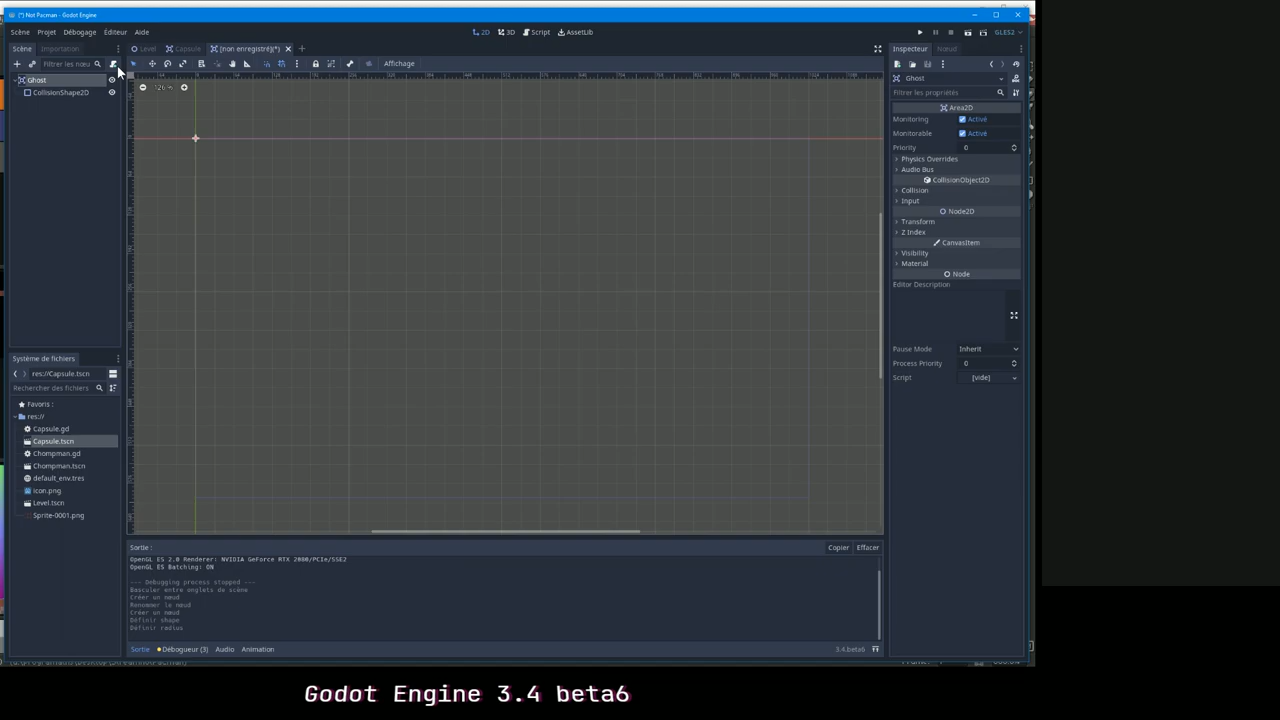 (*) Not Pacman - Godot Engine
Scène Projet Débogage Éditeur Aide
2D 3D Script AssetLib
GLES2
Scène Importation
Level Capsule [non enregistré](*)
Inspecteur Nœud
Filtrer les nœu
Affichage
Ghost
CollisionShape2D
Ghost
Filtrer les propriétés
Area2D
Monitoring Activé
Monitorable Activé
Priority 0
Physics Overrides
Audio Bus
CollisionObject2D
Collision
Input
Node2D
Transform
Z Index
CanvasItem
Visibility
Material
Node
Editor Description
Pause Mode Inherit
Process Priority 0
Script [vide]
Système de fichiers
res://Capsule.tscn
Rechercher des fichiers
Favoris :
res://
Capsule.gd
Capsule.tscn
Chompman.gd
Chompman.tscn
default_env.tres
icon.png
Level.tscn
Sprite-0001.png
Sortie :
Copier Effacer
OpenGL ES 2.0 Renderer: NVIDIA GeForce RTX 2080/PCIe/SSE2
OpenGL ES Batching: ON
--- Debugging process stopped ---
Basculer entre onglets de scène
Créer un nœud
Renommer le nœud
Créer un nœud
Définir shape
Définir radius
Sortie Débogueur (3) Audio Animation
3.4.beta6
Godot Engine 3.4 beta6